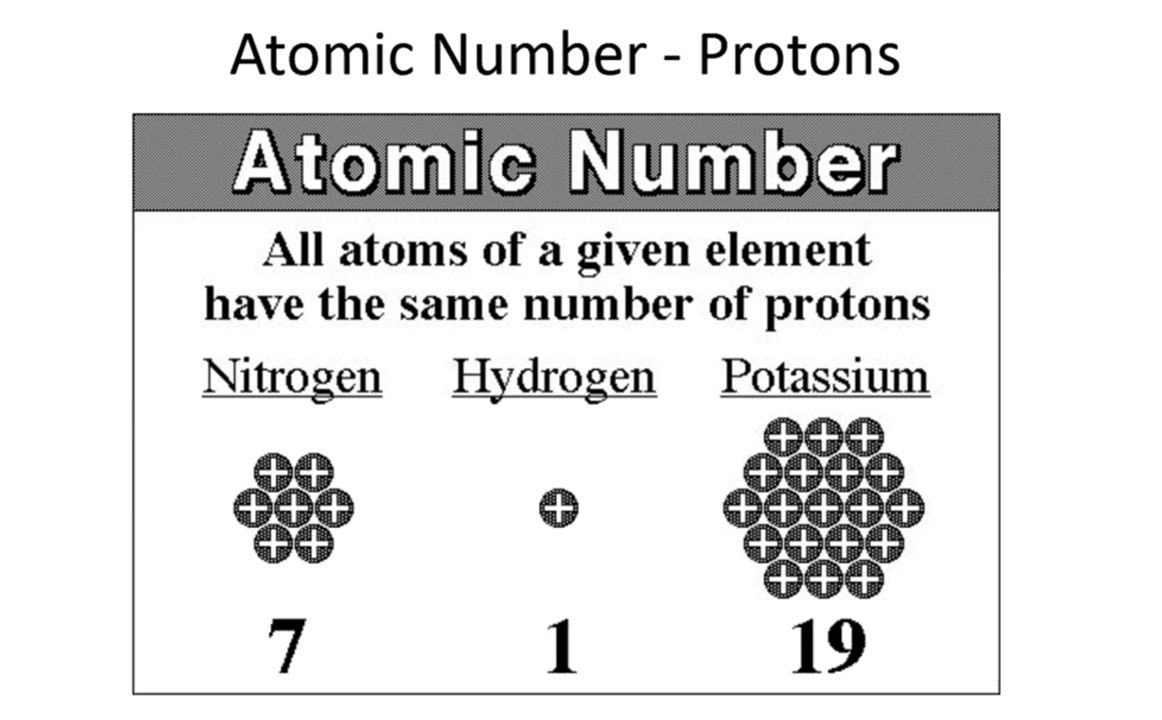 Atomic Number - Protons
Atomic Number
All atoms of a given element
have the same number of protons
Nitrogen Hydrogen Potassium
7 1 19